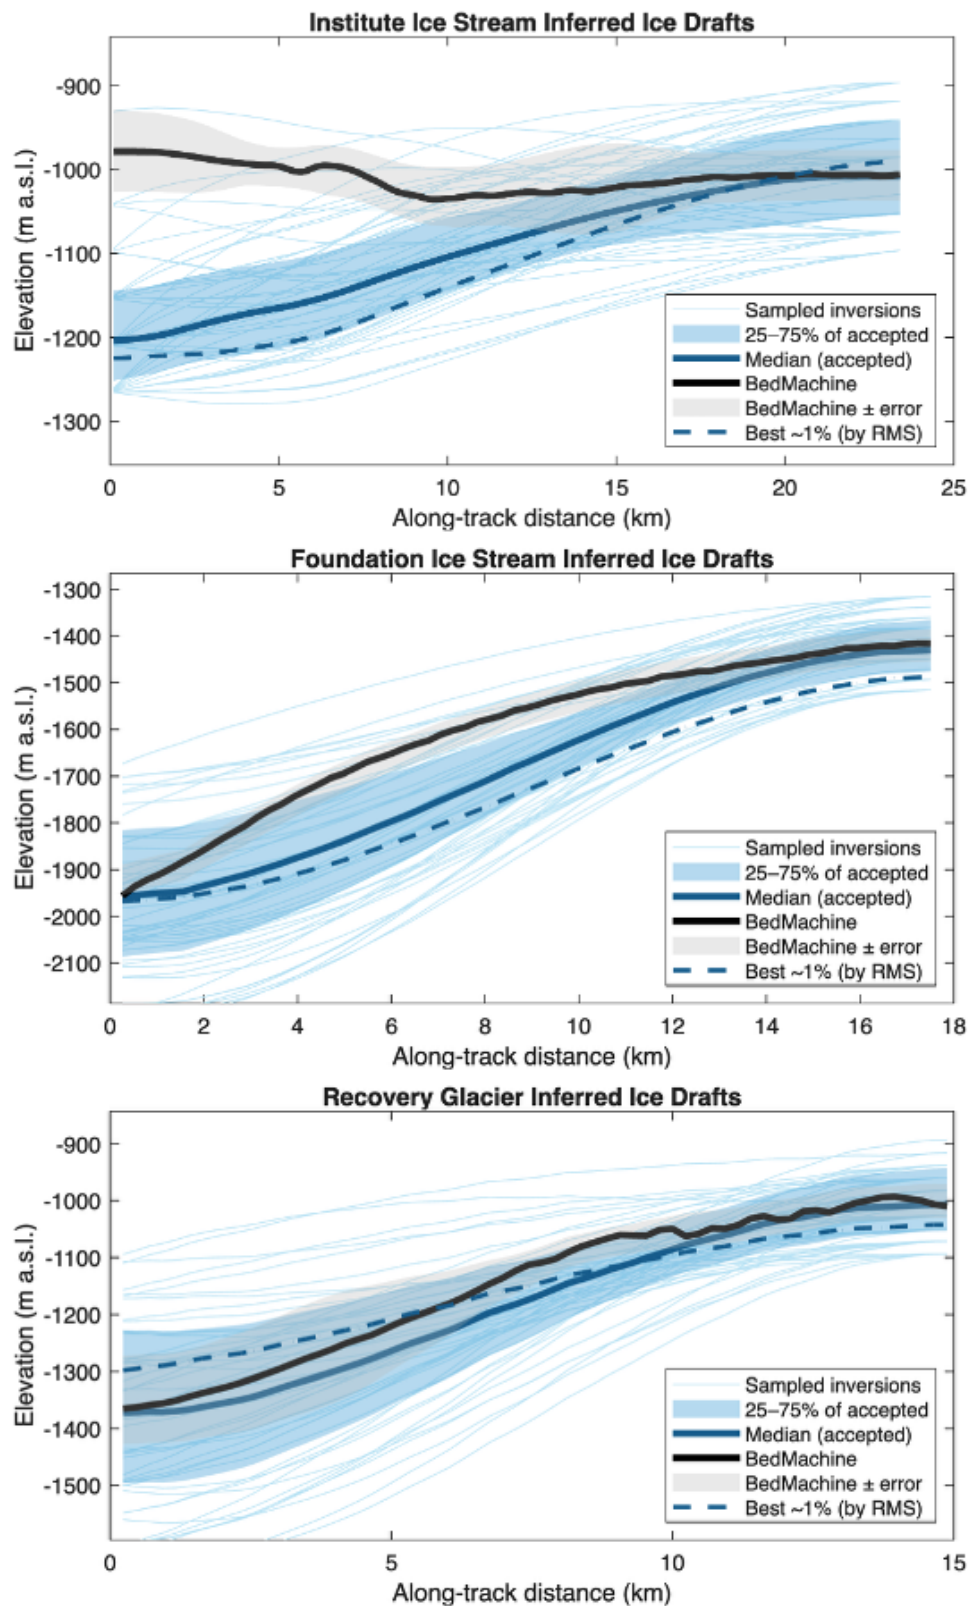 Institute Ice Stream Inferred Ice Drafts
-900
-1000
-1100
-1200
-1300
Elevation (m a.s.l.)
Sampled inversions
25–75% of accepted
Median (accepted)
BedMachine
BedMachine ± error
Best ~1% (by RMS)
0 5 10 15 20 25
Along-track distance (km)
Foundation Ice Stream Inferred Ice Drafts
-1300
-1400
-1500
-1600
-1700
-1800
-1900
-2000
-2100
Elevation (m a.s.l.)
Sampled inversions
25–75% of accepted
Median (accepted)
BedMachine
BedMachine ± error
Best ~1% (by RMS)
0 2 4 6 8 10 12 14 16 18
Along-track distance (km)
Recovery Glacier Inferred Ice Drafts
-900
-1000
-1100
-1200
-1300
-1400
-1500
Elevation (m a.s.l.)
Sampled inversions
25–75% of accepted
Median (accepted)
BedMachine
BedMachine ± error
Best ~1% (by RMS)
0 5 10 15
Along-track distance (km)